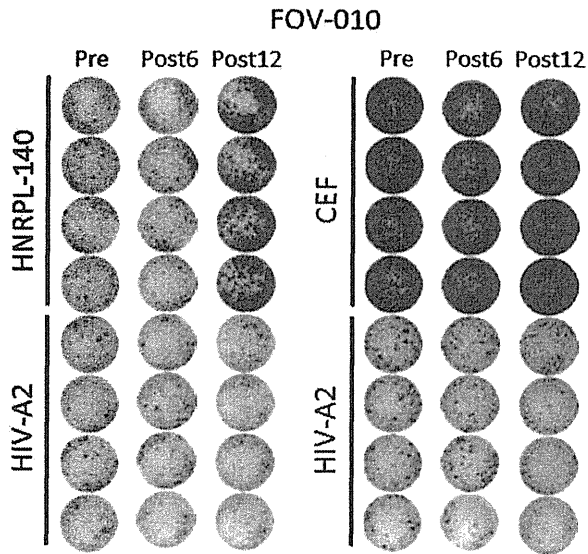 FOV-010
Pre Post6 Post12
HNRPL-140
HIV-A2
Pre Post6 Post12
CEF
HIV-A2